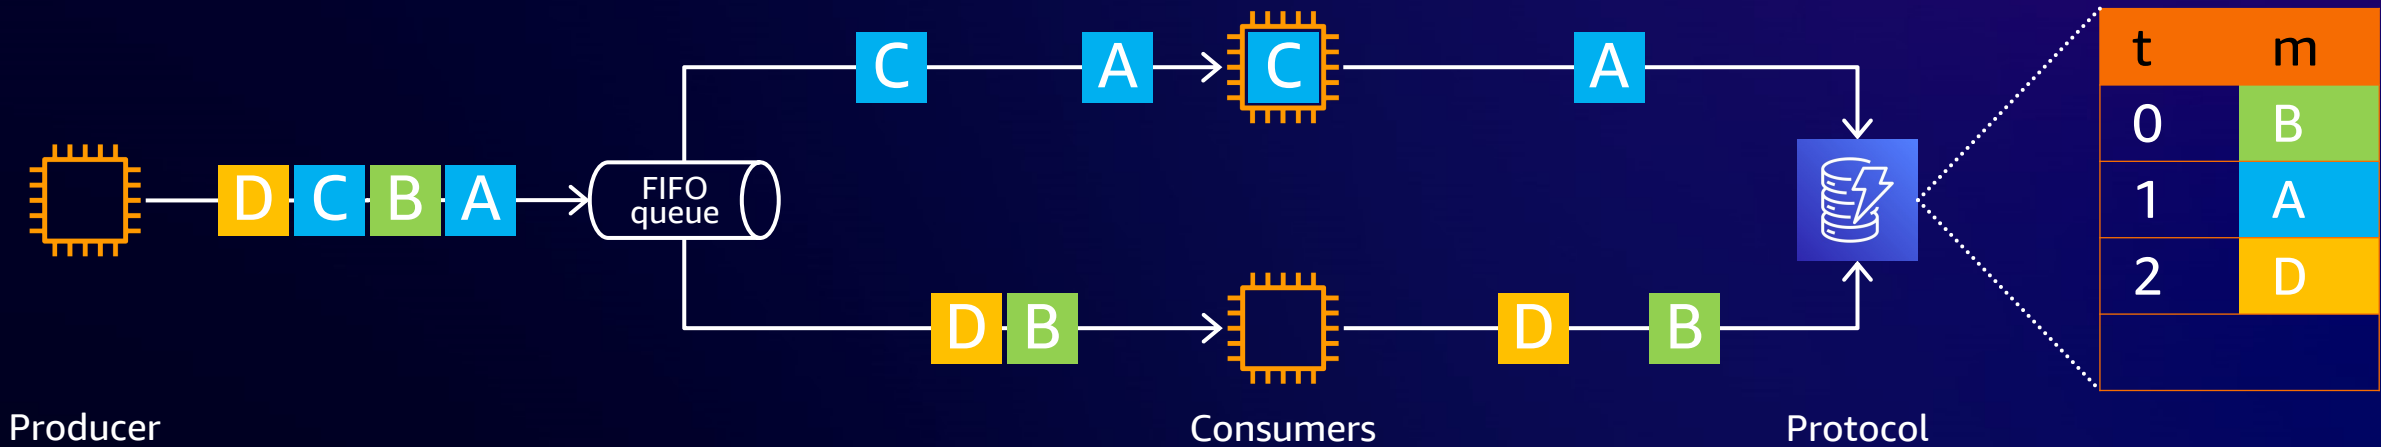 C A C A
D C B A
FIFO
queue
D B D B
t m
0 B
1 A
2 D
Producer Consumers Protocol